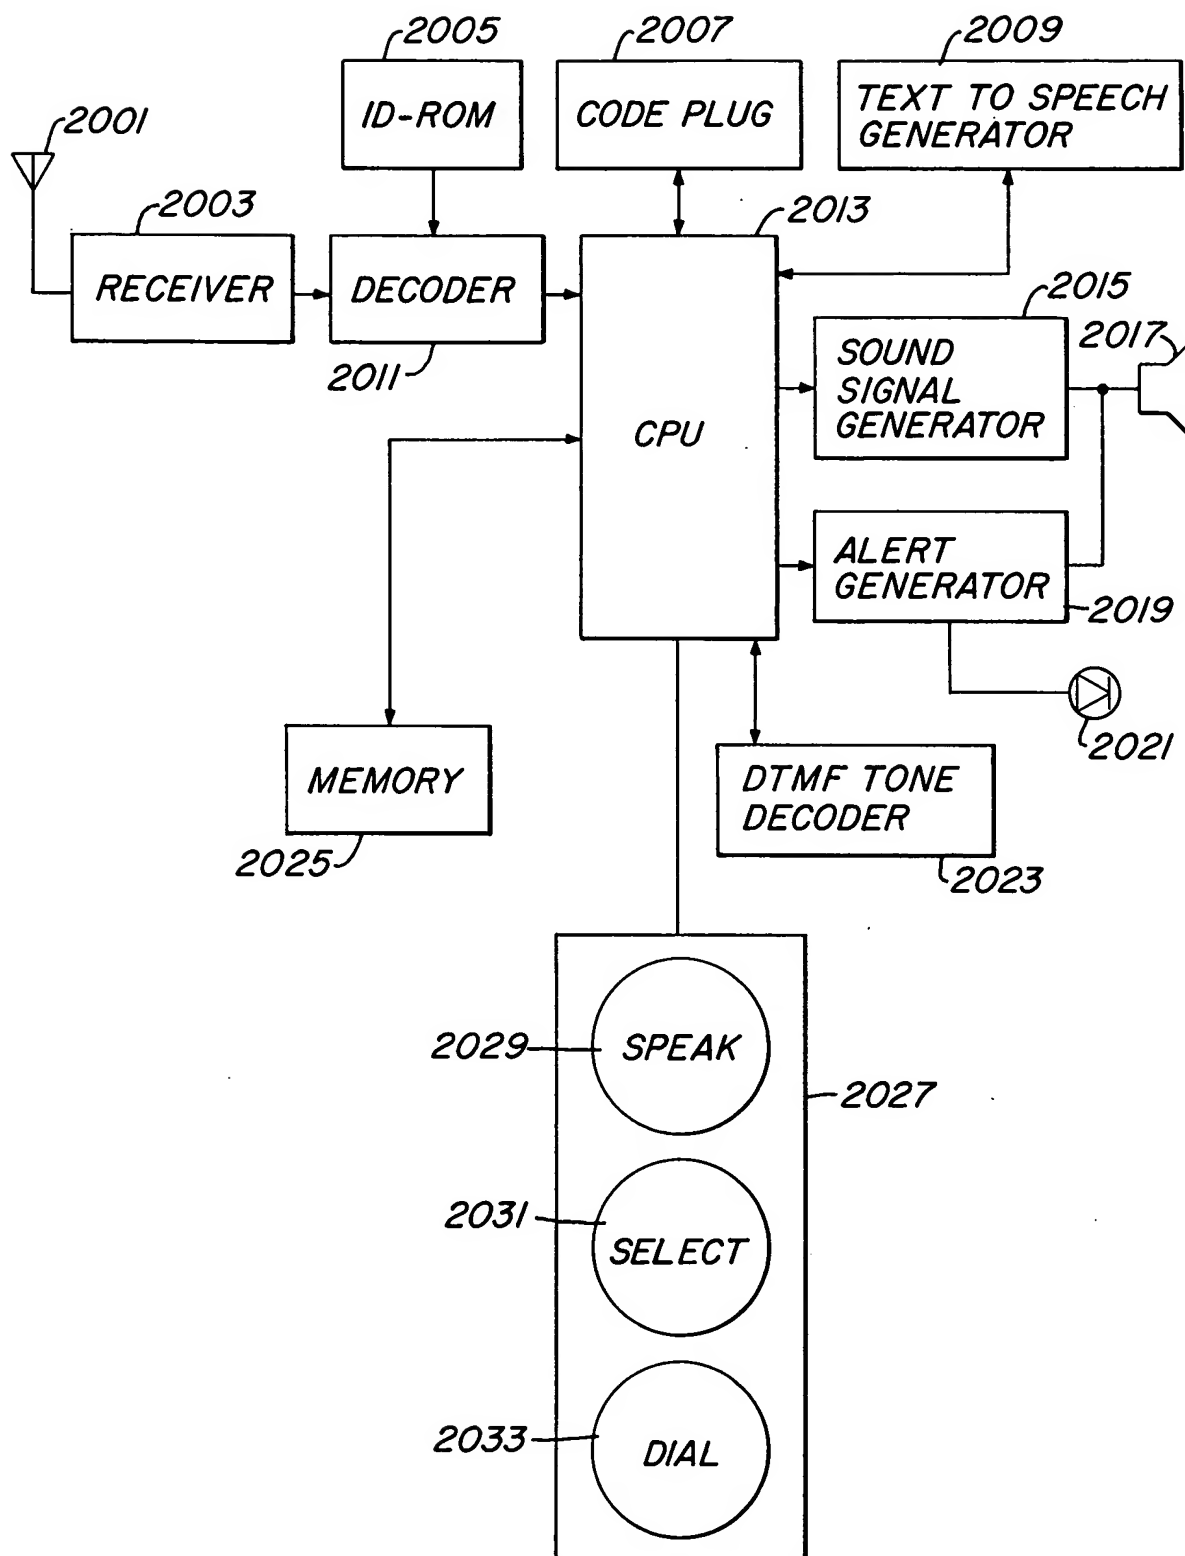 2005
2007
2009
ID-ROM
CODE PLUG
TEXT TO SPEECH
GENERATOR
2001
2003
2013
RECEIVER
DECODER
2011
2015
2017
SOUND
SIGNAL
GENERATOR
CPU
ALERT
GENERATOR
2019
2021
MEMORY
2025
DTMF TONE
DECODER
2023
2029
SPEAK
2027
2031
SELECT
2033
DIAL